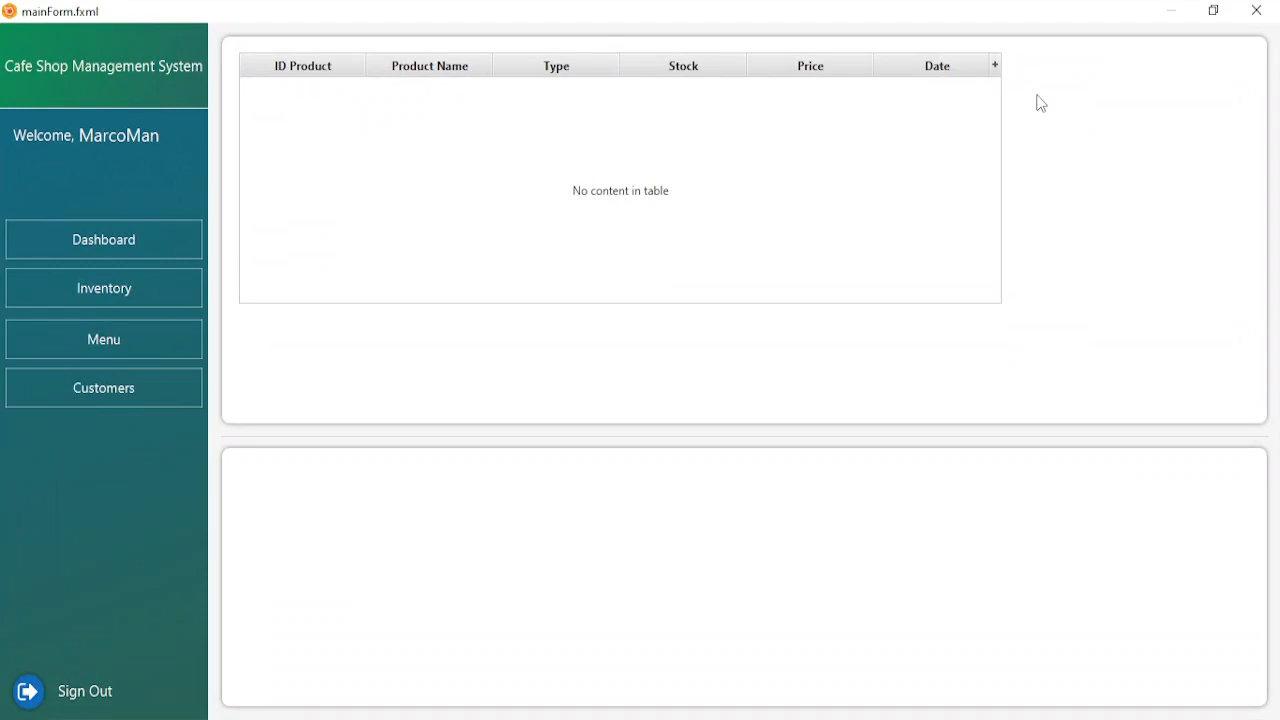 mainForm.fxml
Cafe Shop Management System
Welcome, MarcoMan
Dashboard
Inventory
Menu
Customers
Sign Out
ID Product Product Name Type Stock Price Date +
No content in table